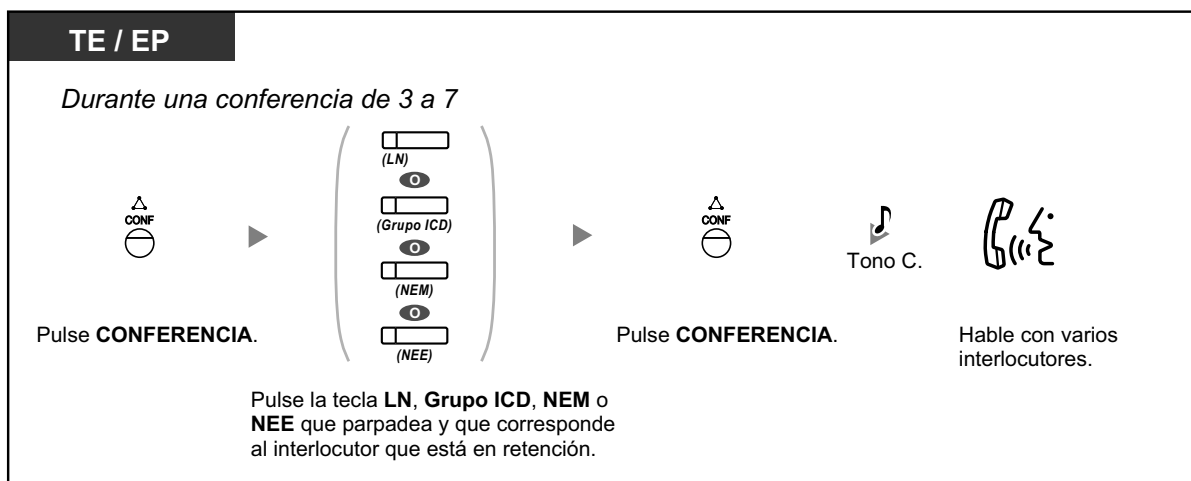 TE / EP
Durante una conferencia de 3 a 7
CONF
Pulse CONFERENCIA.
(LN)
O
(Grupo ICD)
O
(NEM)
O
(NEE)
Pulse la tecla LN, Grupo ICD, NEM o
NEE que parpadea y que corresponde
al interlocutor que está en retención.
CONF
Pulse CONFERENCIA.
Tono C.
Hable con varios
interlocutores.